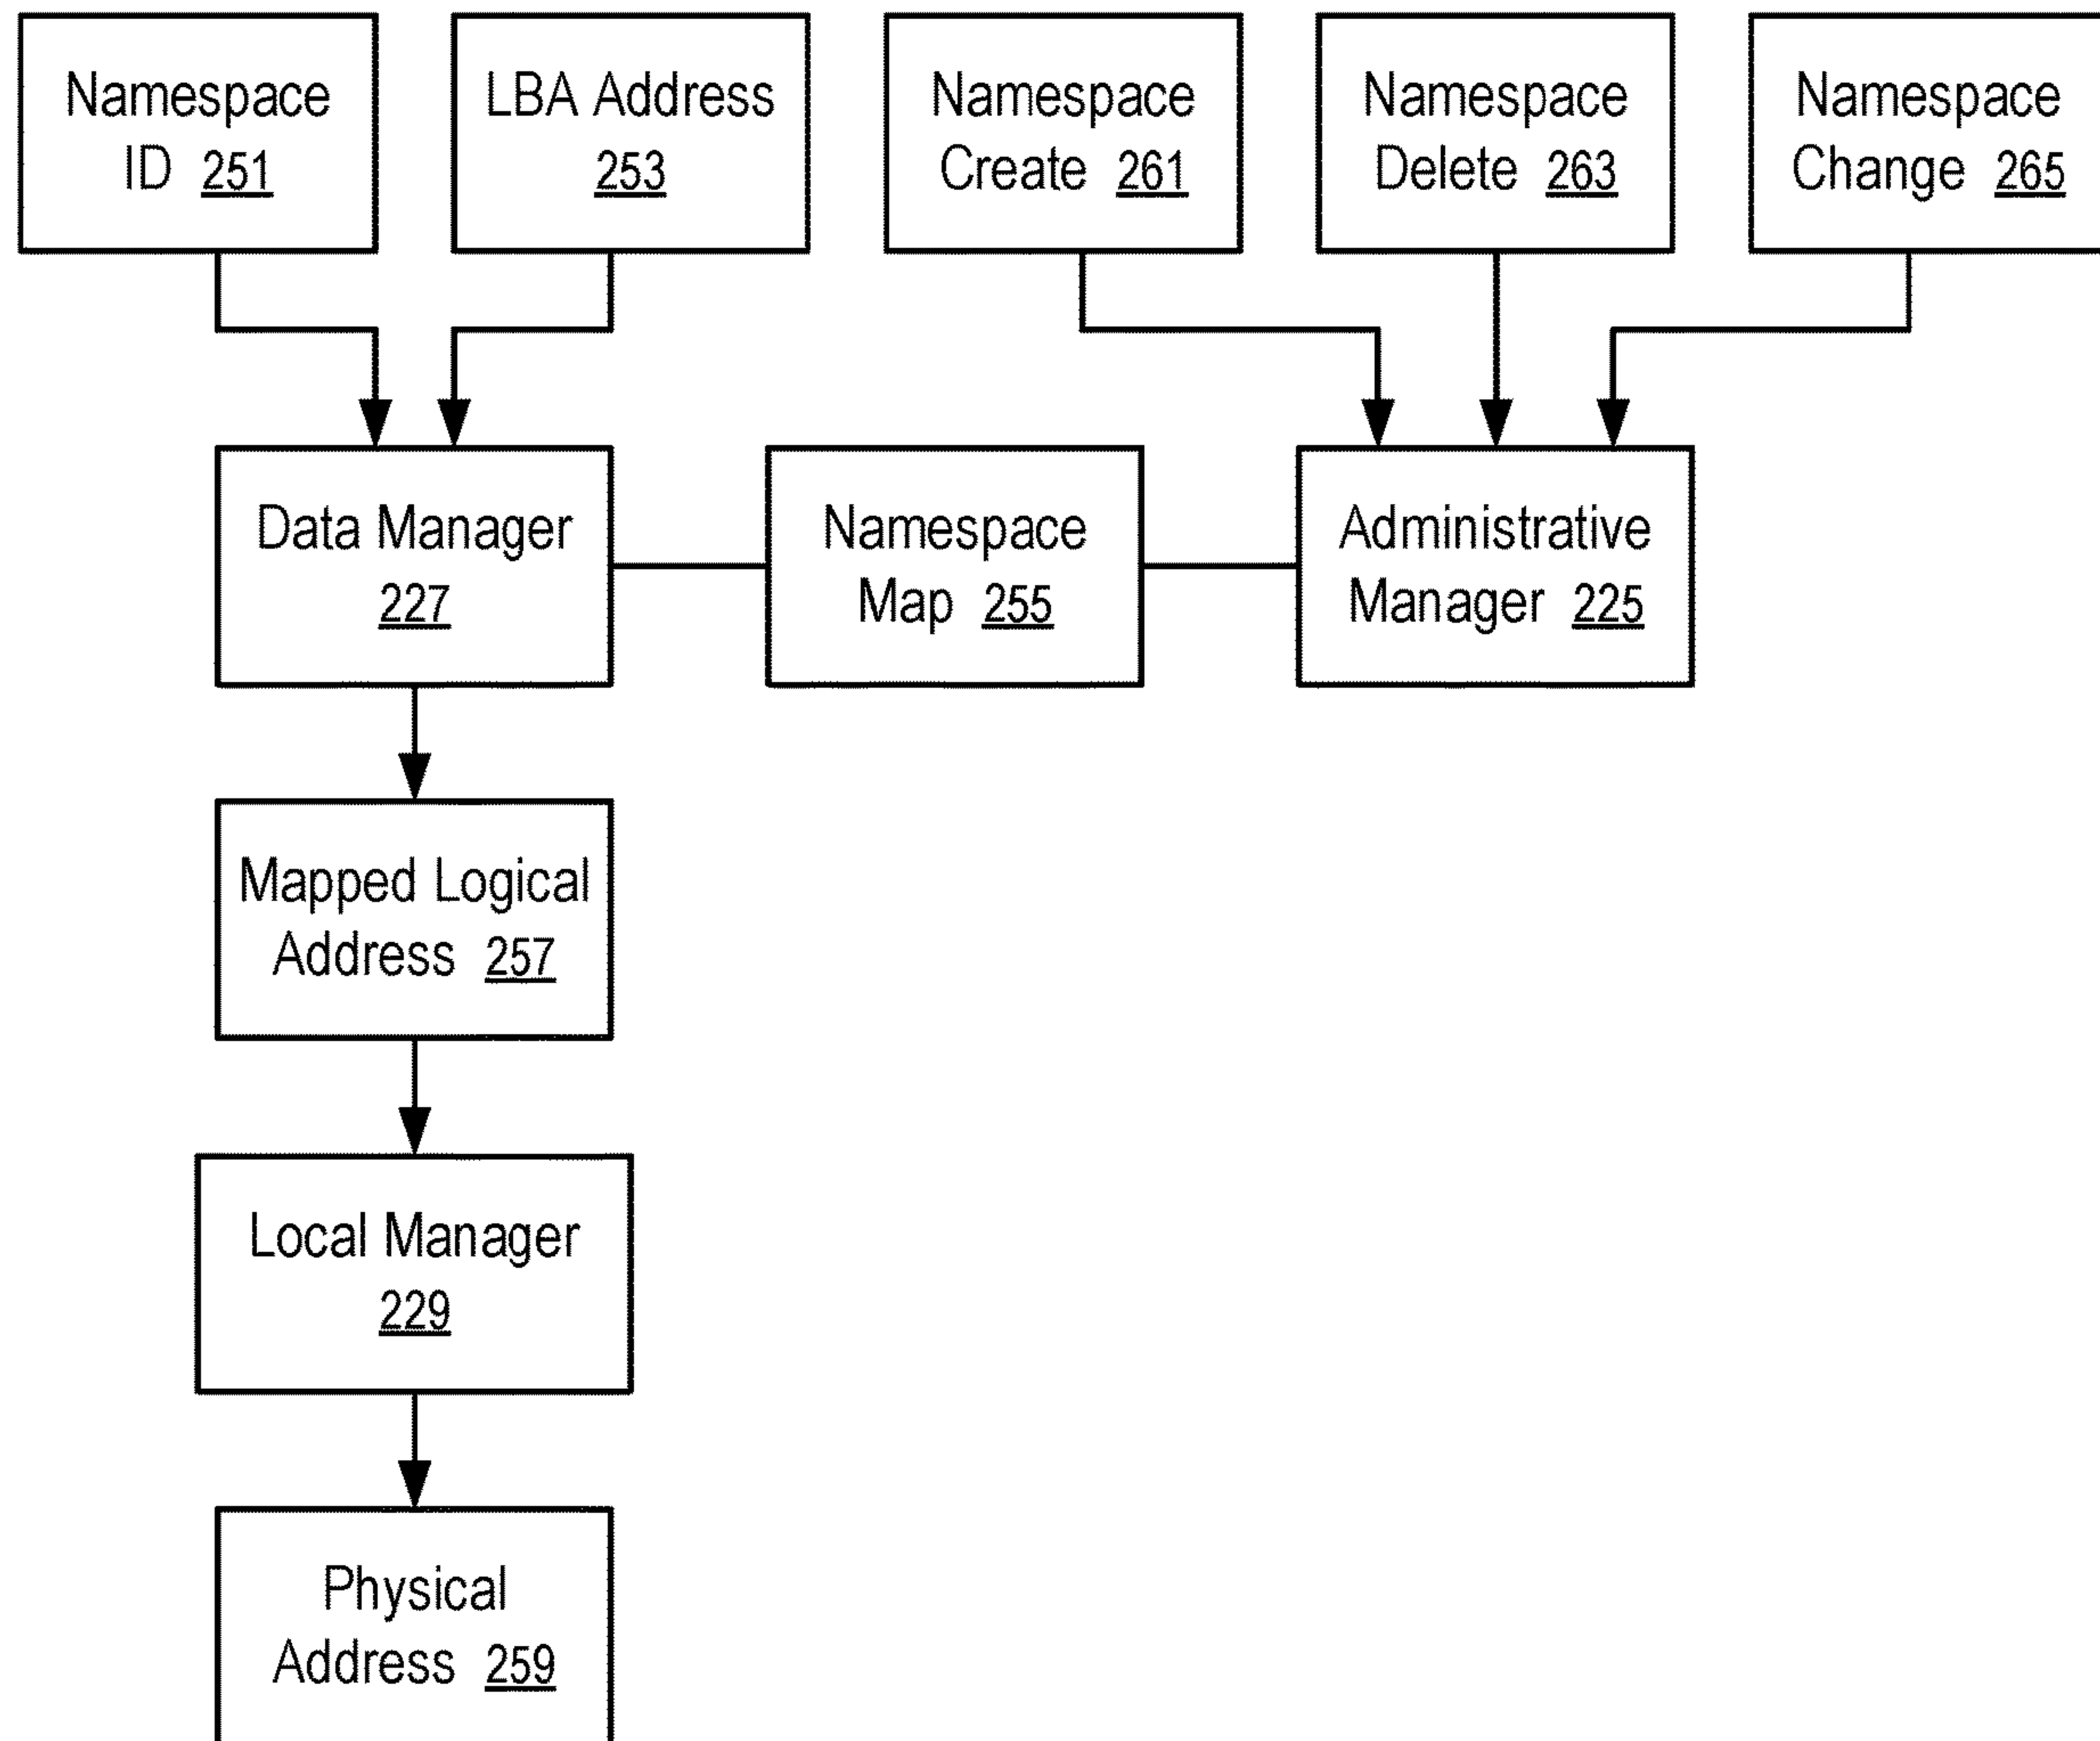 Namespace
ID 251
LBA Address
253
Namespace
Create 261
Namespace
Delete 263
Namespace
Change 265
Data Manager
227
Namespace
Map 255
Administrative
Manager 225
Mapped Logical
Address 257
Local Manager
229
Physical
Address 259